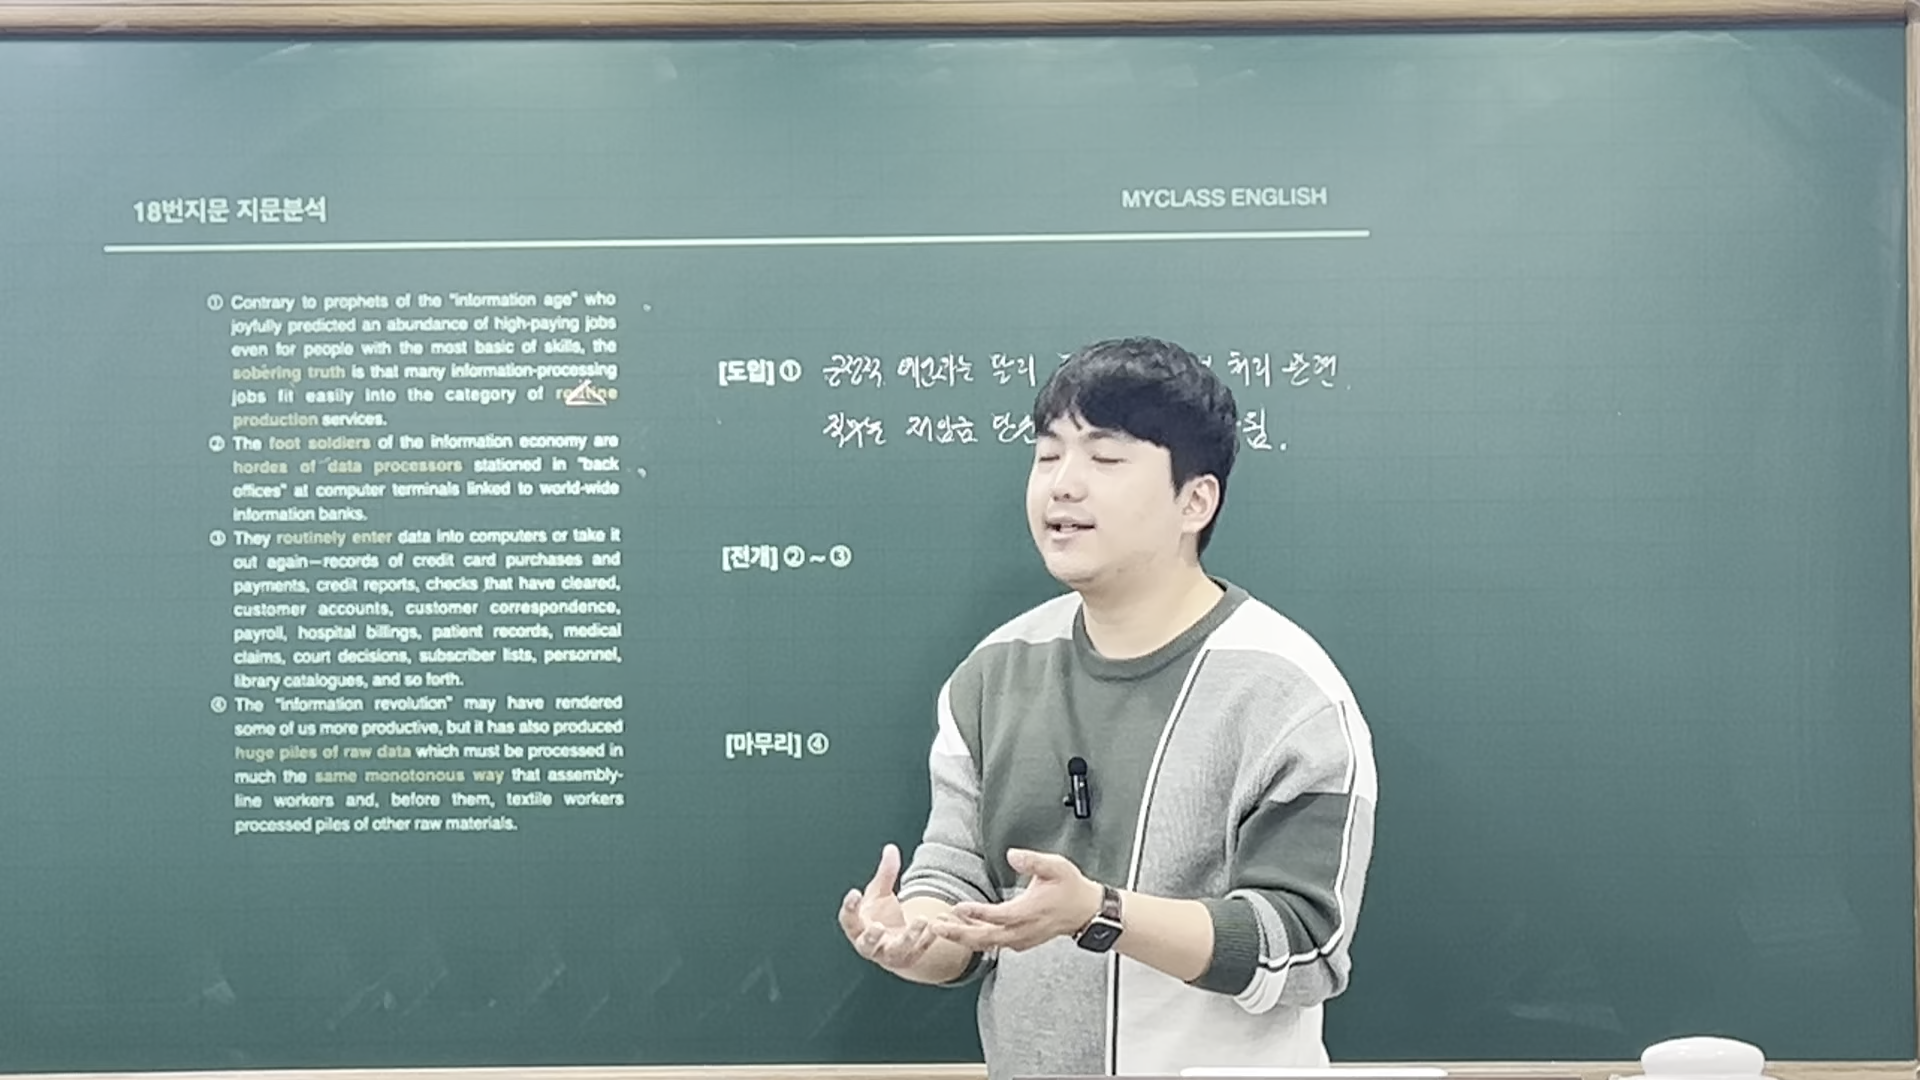 18번지문 지문분석
MYCLASS ENGLISH
① Contrary to prophets of the "information age" who
joyfully predicted an abundance of high-paying jobs
even for people with the most basic of skills, the
sobering truth is that many information-processing
jobs fit easily into the category of routine
production services.
② The foot soldiers of the information economy are
hordes of data processors stationed in "back
offices" at computer terminals linked to world-wide
information banks.
③ They routinely enter data into computers or take it
out again—records of credit card purchases and
payments, credit reports, checks that have cleared,
customer accounts, customer correspondence,
payroll, hospital billings, patient records, medical
claims, court decisions, subscriber lists, personnel,
library catalogues, and so forth.
④ The "information revolution" may have rendered
some of us more productive, but it has also produced
huge piles of raw data which must be processed in
much the same monotonous way that assembly-
line workers and, before them, textile workers
processed piles of other raw materials.
[도입] ① 긍정적 예언과는 달리 처리 관련
직무는 저임금 단순 됨.
[전개] ② ~ ③
[마무리] ④